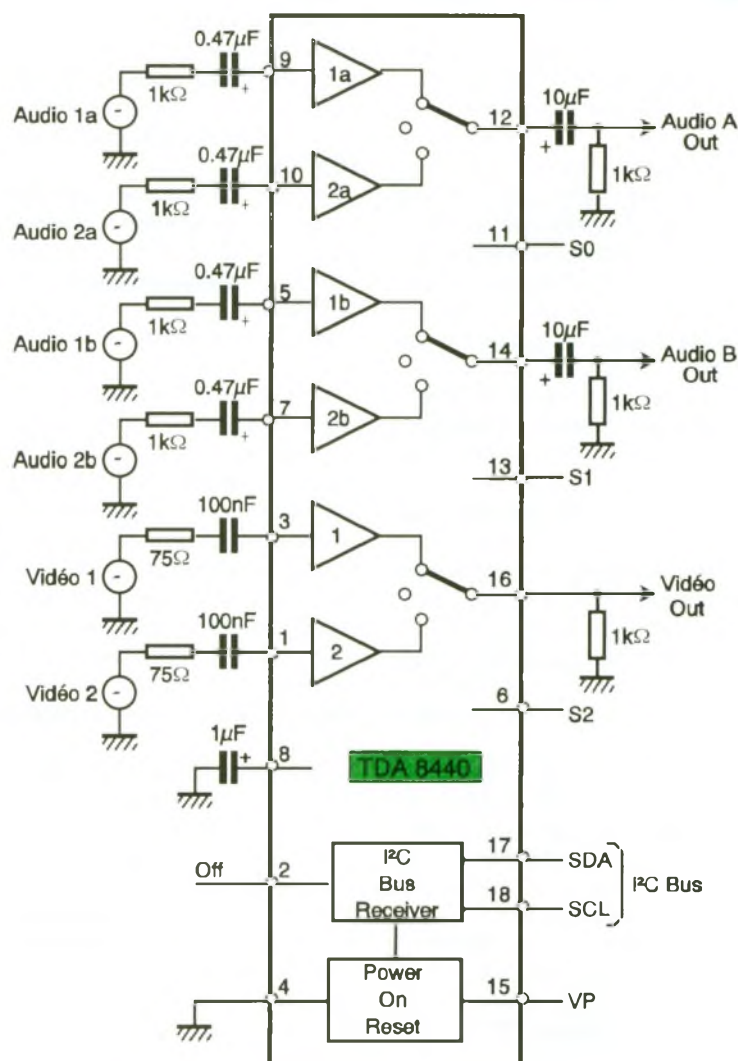 0.47µF
9
1a
1kΩ
+
Audio 1a
12
10µF
+
Audio A
Out
1kΩ
0.47µF
10
2a
1kΩ
+
Audio 2a
11
S0
0.47µF
5
1b
1kΩ
+
Audio 1b
14
10µF
+
Audio B
Out
1kΩ
0.47µF
7
2b
1kΩ
+
Audio 2b
13
S1
100nF
3
1
75Ω
Vidéo 1
16
Vidéo
Out
1kΩ
100nF
1
2
75Ω
Vidéo 2
6
S2
1µF
+
8
TDA 8440
Off
2
I²C
Bus
Receiver
17
SDA
18
SCL
I²C Bus
4
Power
On
Reset
15
VP